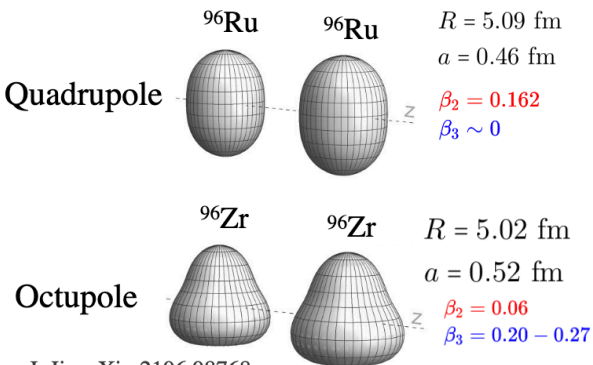 ⁹⁶Ru ⁹⁶Ru
R = 5.09 fm
a = 0.46 fm
Quadrupole
z
β₂ = 0.162
β₃ ~ 0
⁹⁶Zr ⁹⁶Zr
R = 5.02 fm
a = 0.52 fm
Octupole
z
β₂ = 0.06
β₃ = 0.20 − 0.27